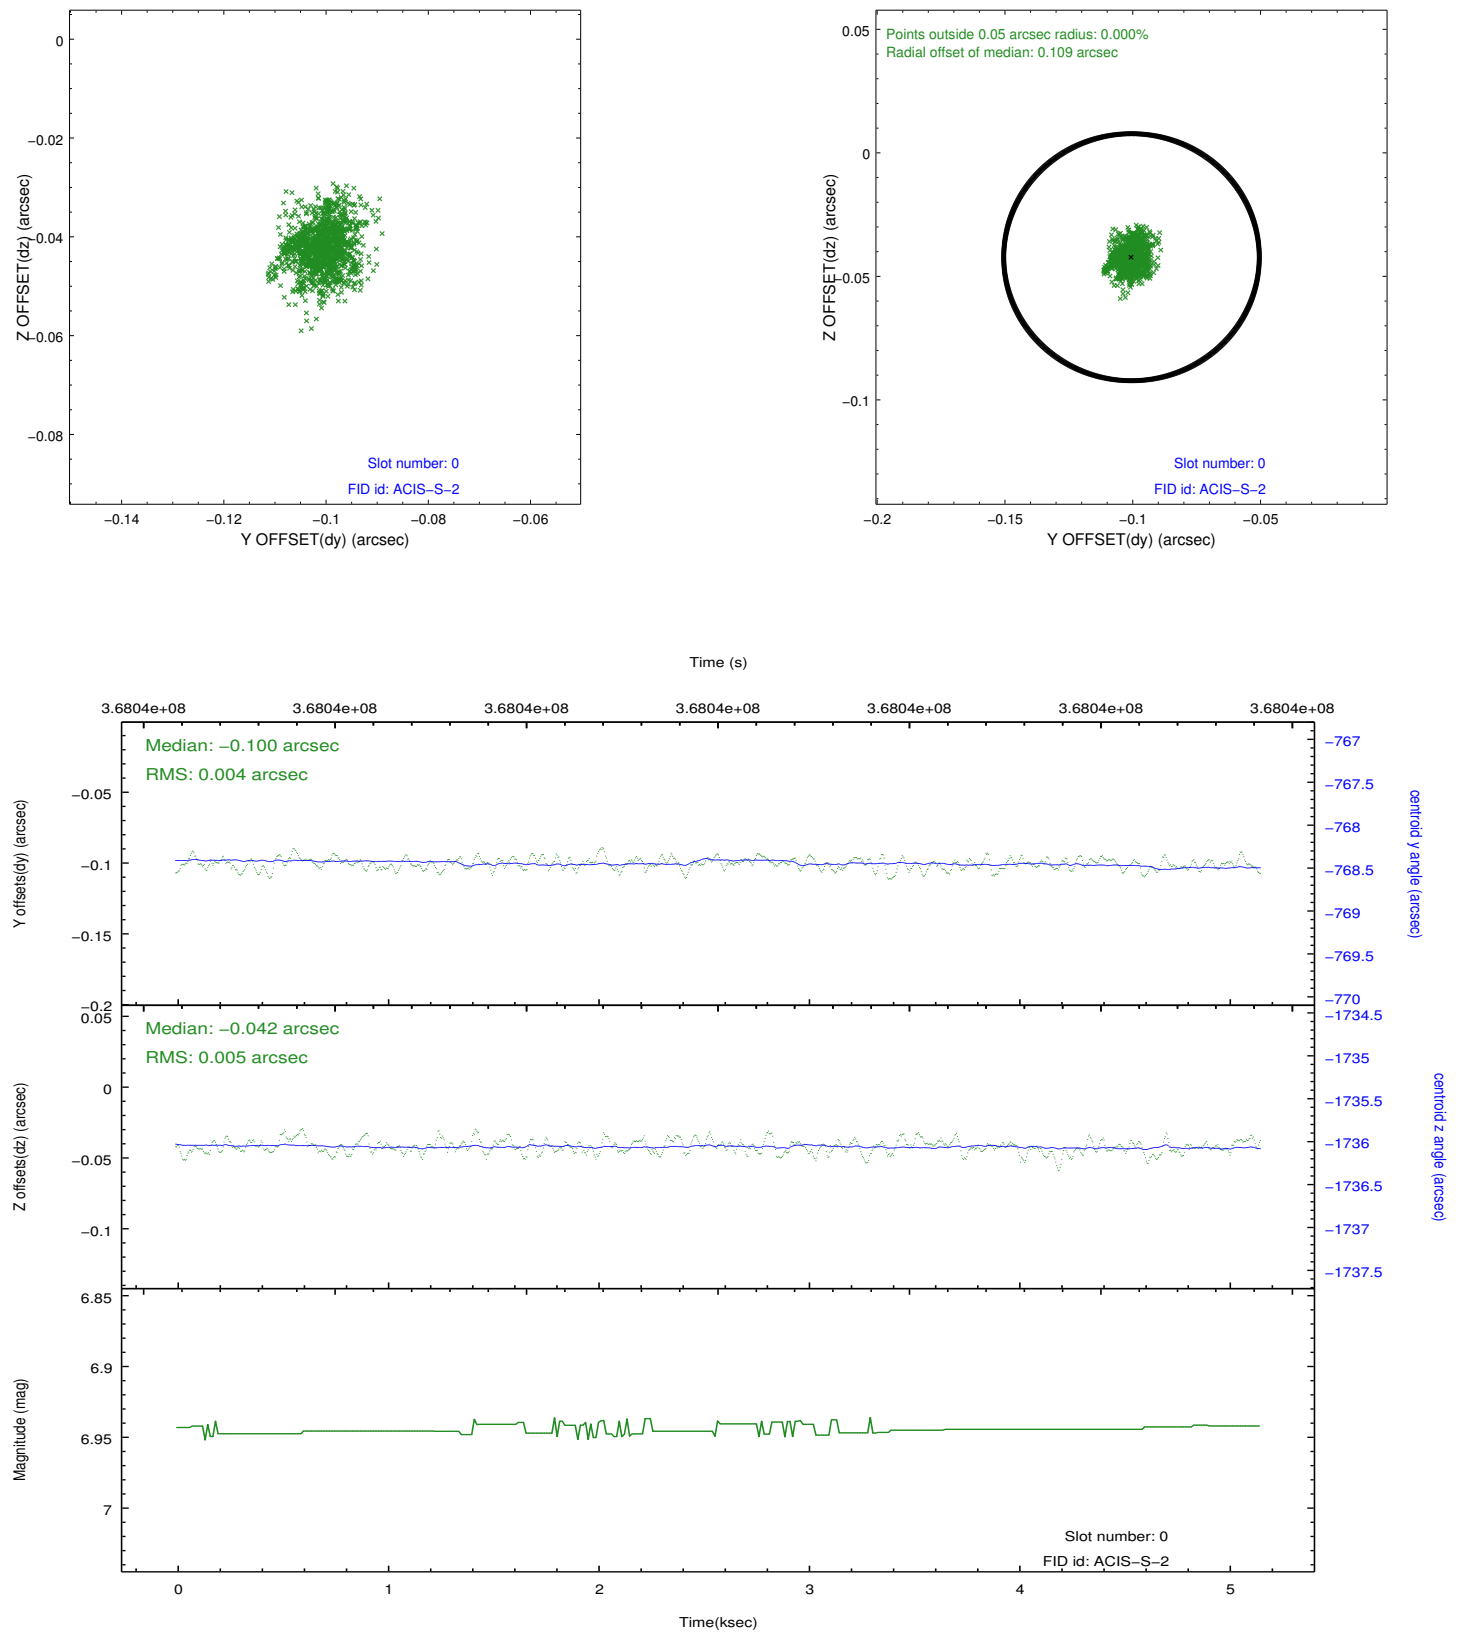 0
−0.02
−0.04
−0.06
−0.08
Z OFFSET(dz) (arcsec)
Slot number: 0
FID id: ACIS−S−2
−0.14 −0.12 −0.1 −0.08 −0.06
Y OFFSET(dy) (arcsec)
Points outside 0.05 arcsec radius: 0.000%
Radial offset of median: 0.109 arcsec
0.05
0
−0.05
−0.1
Z OFFSET(dz) (arcsec)
Slot number: 0
FID id: ACIS−S−2
−0.2 −0.15 −0.1 −0.05
Y OFFSET(dy) (arcsec)
Time (s)
3.6804e+08 3.6804e+08 3.6804e+08 3.6804e+08 3.6804e+08 3.6804e+08 3.6804e+08
Median: −0.100 arcsec
RMS: 0.004 arcsec
−0.05
−0.1
−0.15
−0.2
Y offsets(dy) (arcsec)
−767
−767.5
−768
−768.5
−769
−769.5
−770
centroid y angle (arcsec)
Median: −0.042 arcsec
RMS: 0.005 arcsec
0.05
0
−0.05
−0.1
Z offsets(dz) (arcsec)
−1734.5
−1735
−1735.5
−1736
−1736.5
−1737
−1737.5
centroid z angle (arcsec)
6.85
6.9
6.95
7
Magnitude (mag)
Slot number: 0
FID id: ACIS−S−2
0 1 2 3 4 5
Time(ksec)